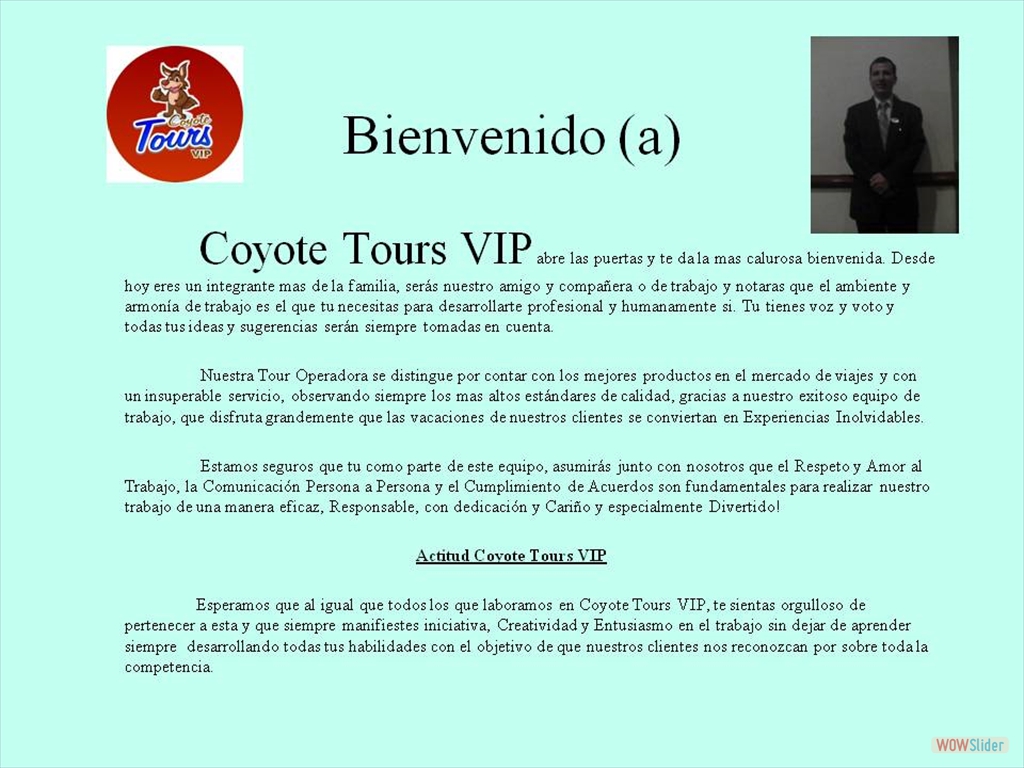 Coyote
Tours
VIP
Bienvenido (a)
Coyote Tours VIP abre las puertas y te da la mas calurosa bienvenida. Desde
hoy eres un integrante mas de la familia, serás nuestro amigo y compañera o de trabajo y notaras que el ambiente y
armonía de trabajo es el que tu necesitas para desarrollarte profesional y humanamente si. Tu tienes voz y voto y
todas tus ideas y sugerencias serán siempre tomadas en cuenta.
Nuestra Tour Operadora se distingue por contar con los mejores productos en el mercado de viajes y con
un insuperable servicio, observando siempre los mas altos estándares de calidad, gracias a nuestro exitoso equipo de
trabajo, que disfruta grandemente que las vacaciones de nuestros clientes se conviertan en Experiencias Inolvidables.
Estamos seguros que tu como parte de este equipo, asumirás junto con nosotros que el Respeto y Amor al
Trabajo, la Comunicación Persona a Persona y el Cumplimiento de Acuerdos son fundamentales para realizar nuestro
trabajo de una manera eficaz, Responsable, con dedicación y Cariño y especialmente Divertido!
Actitud Coyote Tours VIP
Esperamos que al igual que todos los que laboramos en Coyote Tours VIP, te sientas orgulloso de
pertenecer a esta y que siempre manifiestes iniciativa, Creatividad y Entusiasmo en el trabajo sin dejar de aprender
siempre desarrollando todas tus habilidades con el objetivo de que nuestros clientes nos reconozcan por sobre toda la
competencia.
WOWSlider